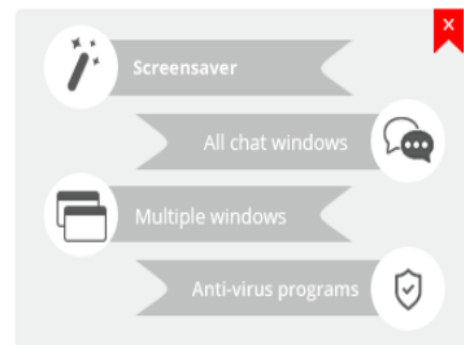 Screensaver
All chat windows
Multiple windows
Anti-virus programs